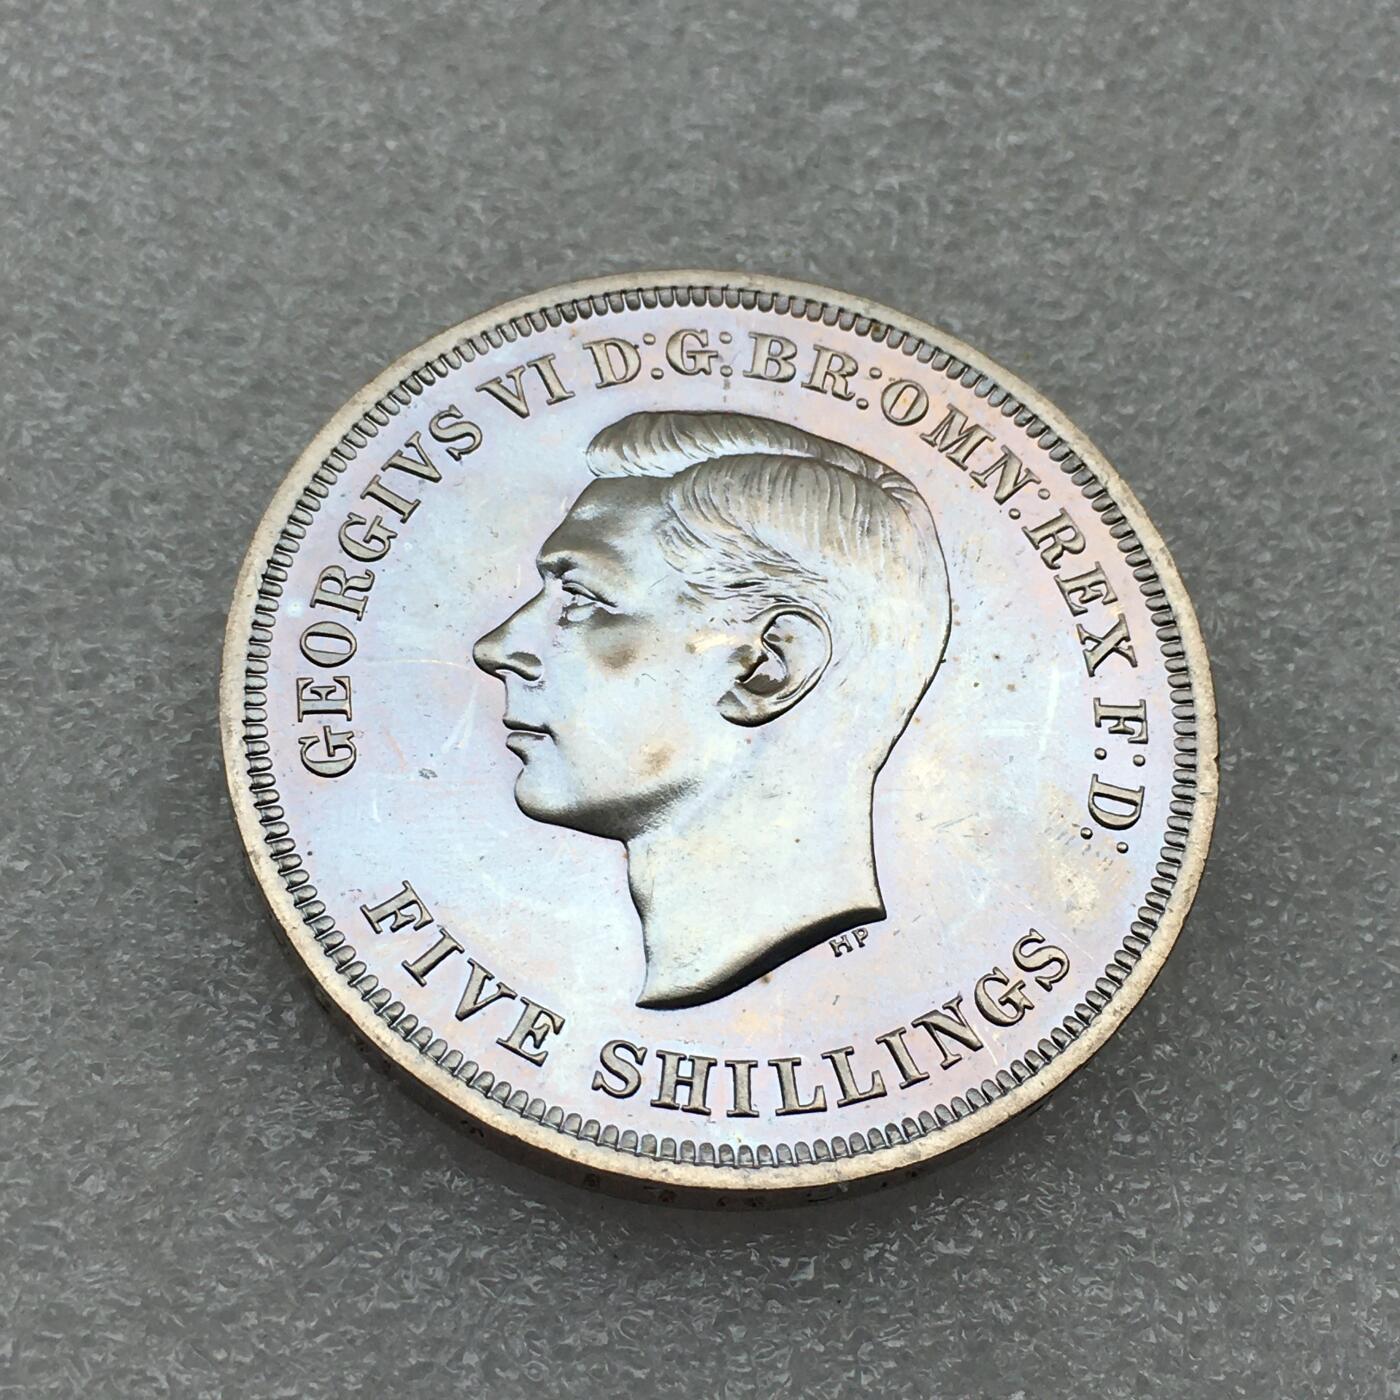 GEORGIVS VI D:G:BR:OMN:REX F:D:
HP
FIVE SHILLINGS